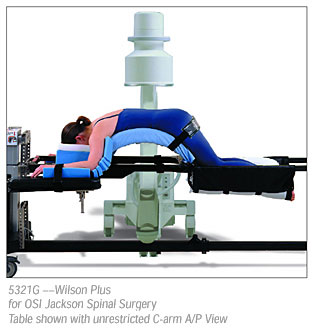 5321G ––Wilson Plus
for OSI Jackson Spinal Surgery
Table shown with unrestricted C-arm A/P View